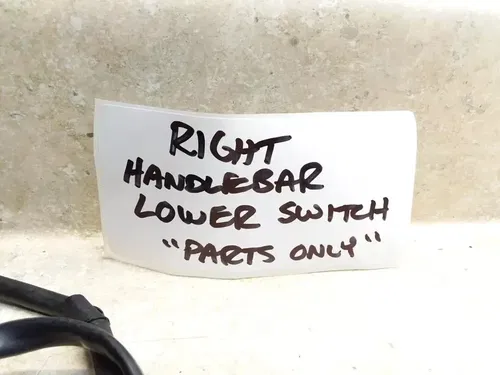 RIGHT
HANDLEBAR
LOWER SWITCH
"PARTS ONLY"